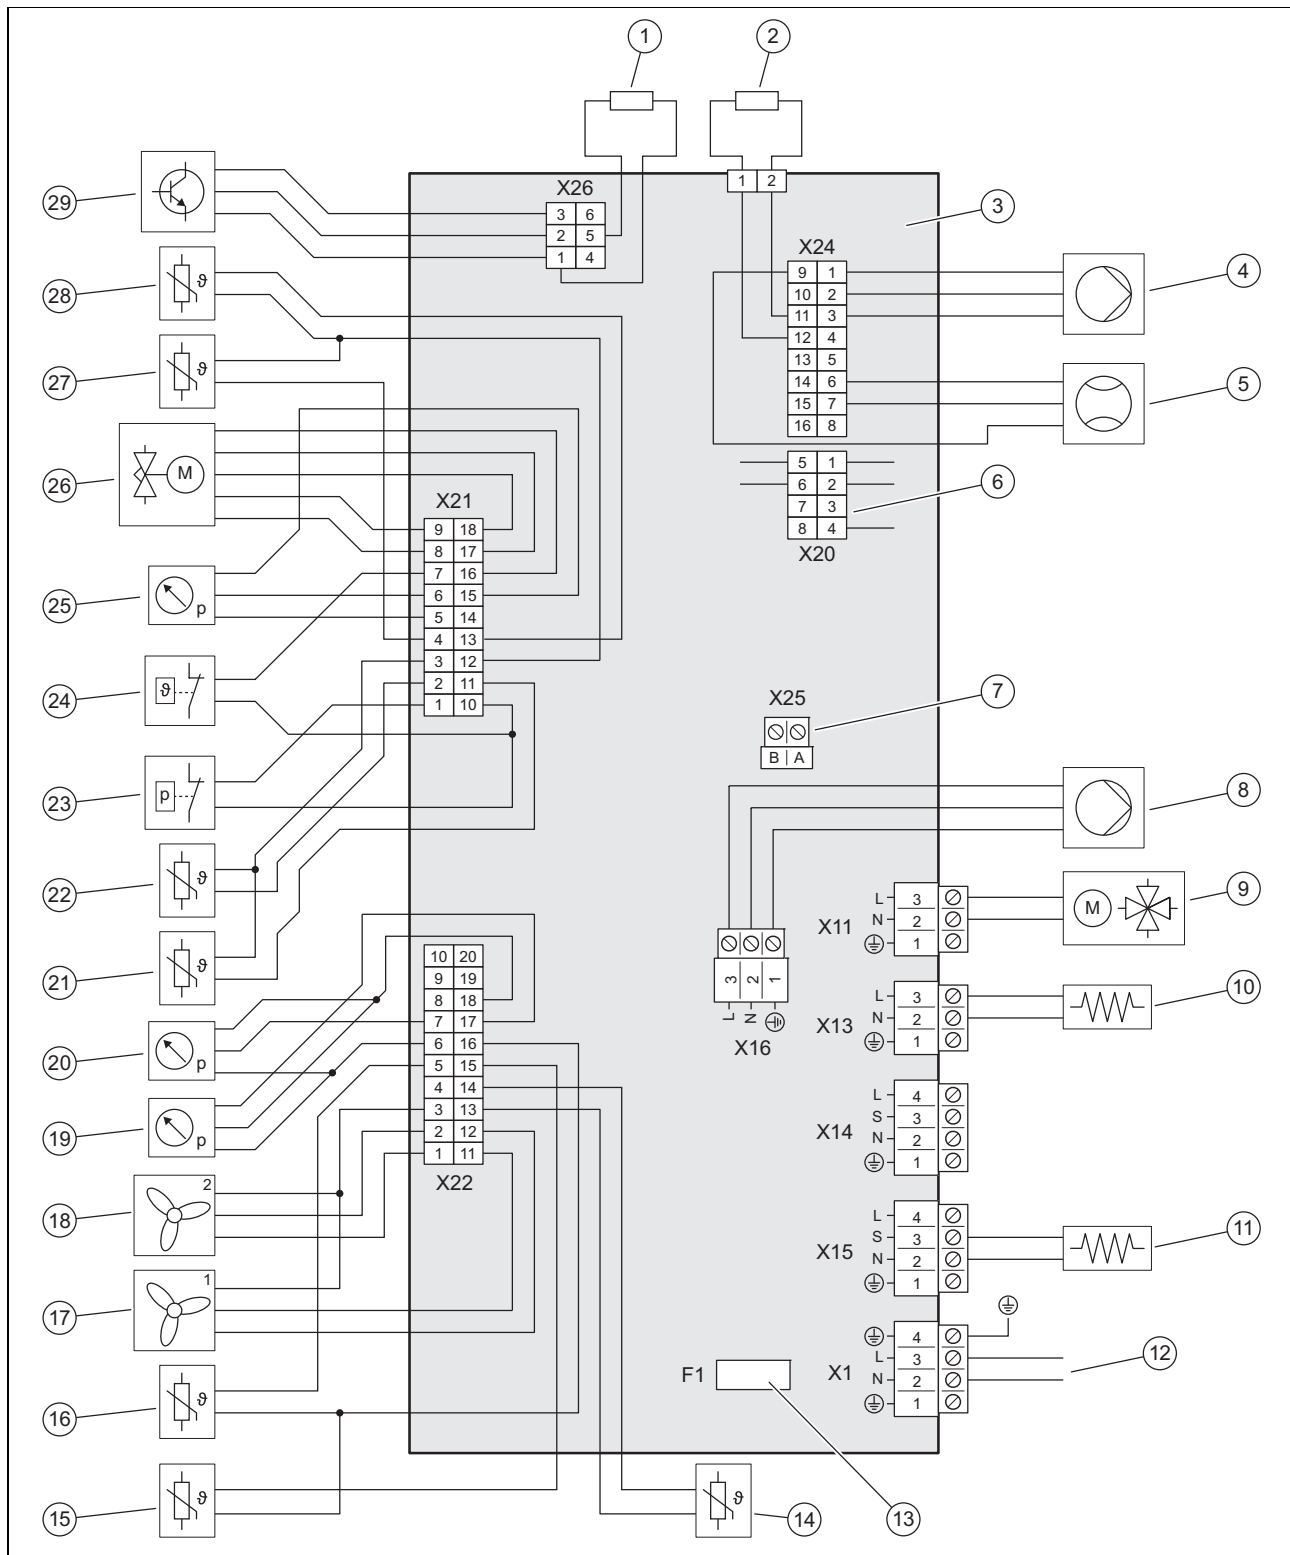 1
2
1 2
29
X26
3 6
2 5
1 4
3
X24
9 1
10 2
11 3
12 4
13 5
14 6
15 7
16 8
4
28
ϑ
27
ϑ
5
5 1
6 2
7 3
8 4
X20
6
26
M
X21
9 18
8 17
7 16
6 15
5 14
4 13
3 12
2 11
1 10
25
p
24
ϑ
X25
B A
7
23
p
8
22
ϑ
21
ϑ
X11
L 3
N 2
1
M
9
3 2 1
L N
X16
X13
L 3
N 2
1
10
10 20
9 19
8 18
7 17
6 16
5 15
4 14
3 13
2 12
1 11
X22
20
p
19
p
X14
L 4
S 3
N 2
1
18
2
X15
L 4
S 3
N 2
1
11
17
1
F1
X1
4
L 3
N 2
1
12
16
ϑ
15
ϑ
ϑ
14
13